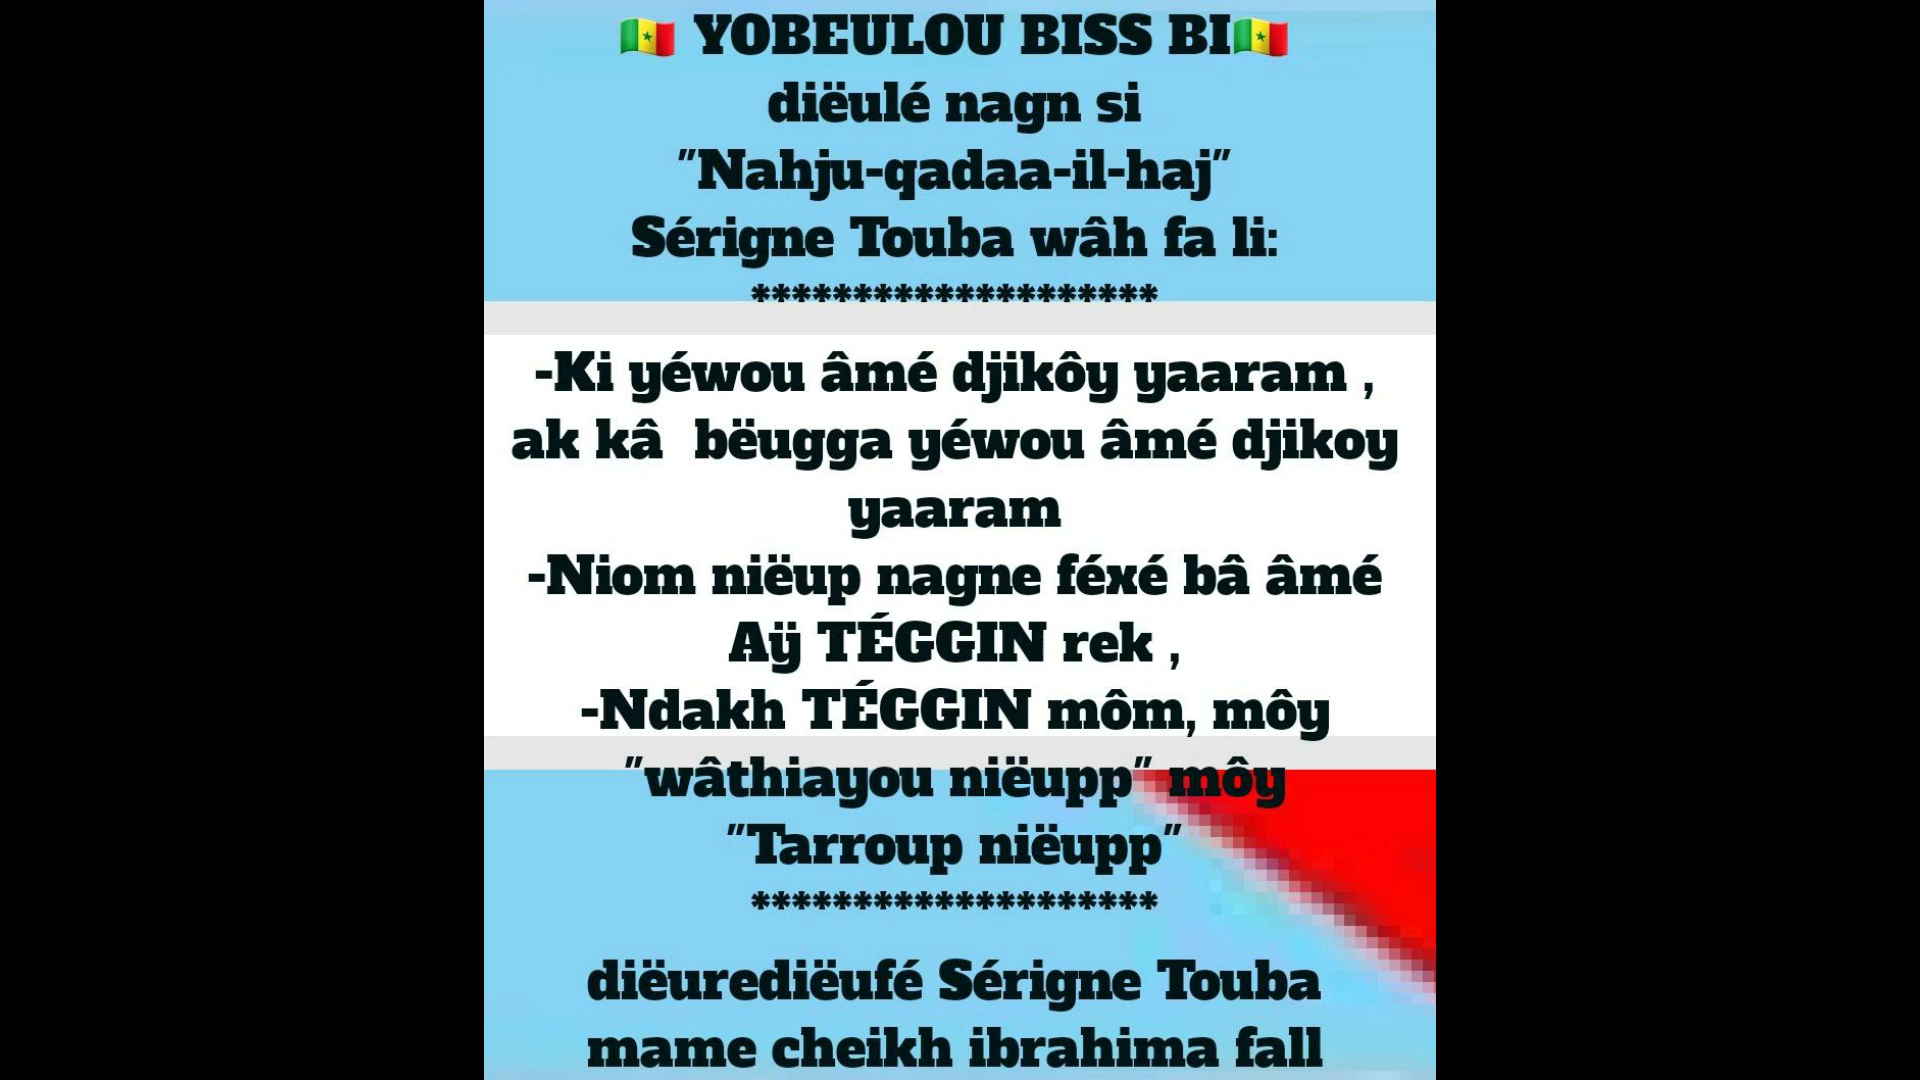 🇸🇳 YOBEULOU BISS BI🇸🇳
diëulé nagn si
"Nahju-qadaa-il-haj"
Sérigne Touba wâh fa li:
********************
-Ki yéwou âmé djikôy yaaram ,
ak kâ bëugga yéwou âmé djikoy
yaaram
-Niom niëup nagne féxé bâ âmé
Aÿ TÉGGIN rek ,
-Ndakh TÉGGIN môm, môy
"wâthiayou niëupp" môy
"Tarroup niëupp"
********************
diëurediëufé Sérigne Touba
mame cheikh ibrahima fall